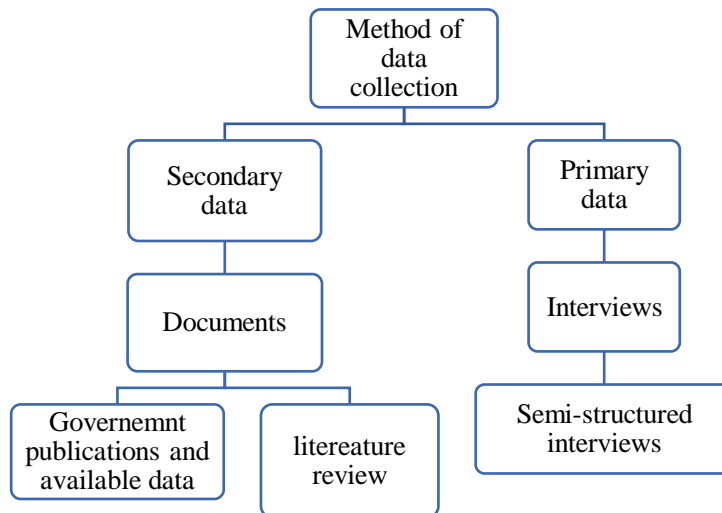 Method of
data
collection
Secondary
data
Primary
data
Documents
Interviews
Governemnt
publications and
available data
litereature
review
Semi-structured
interviews